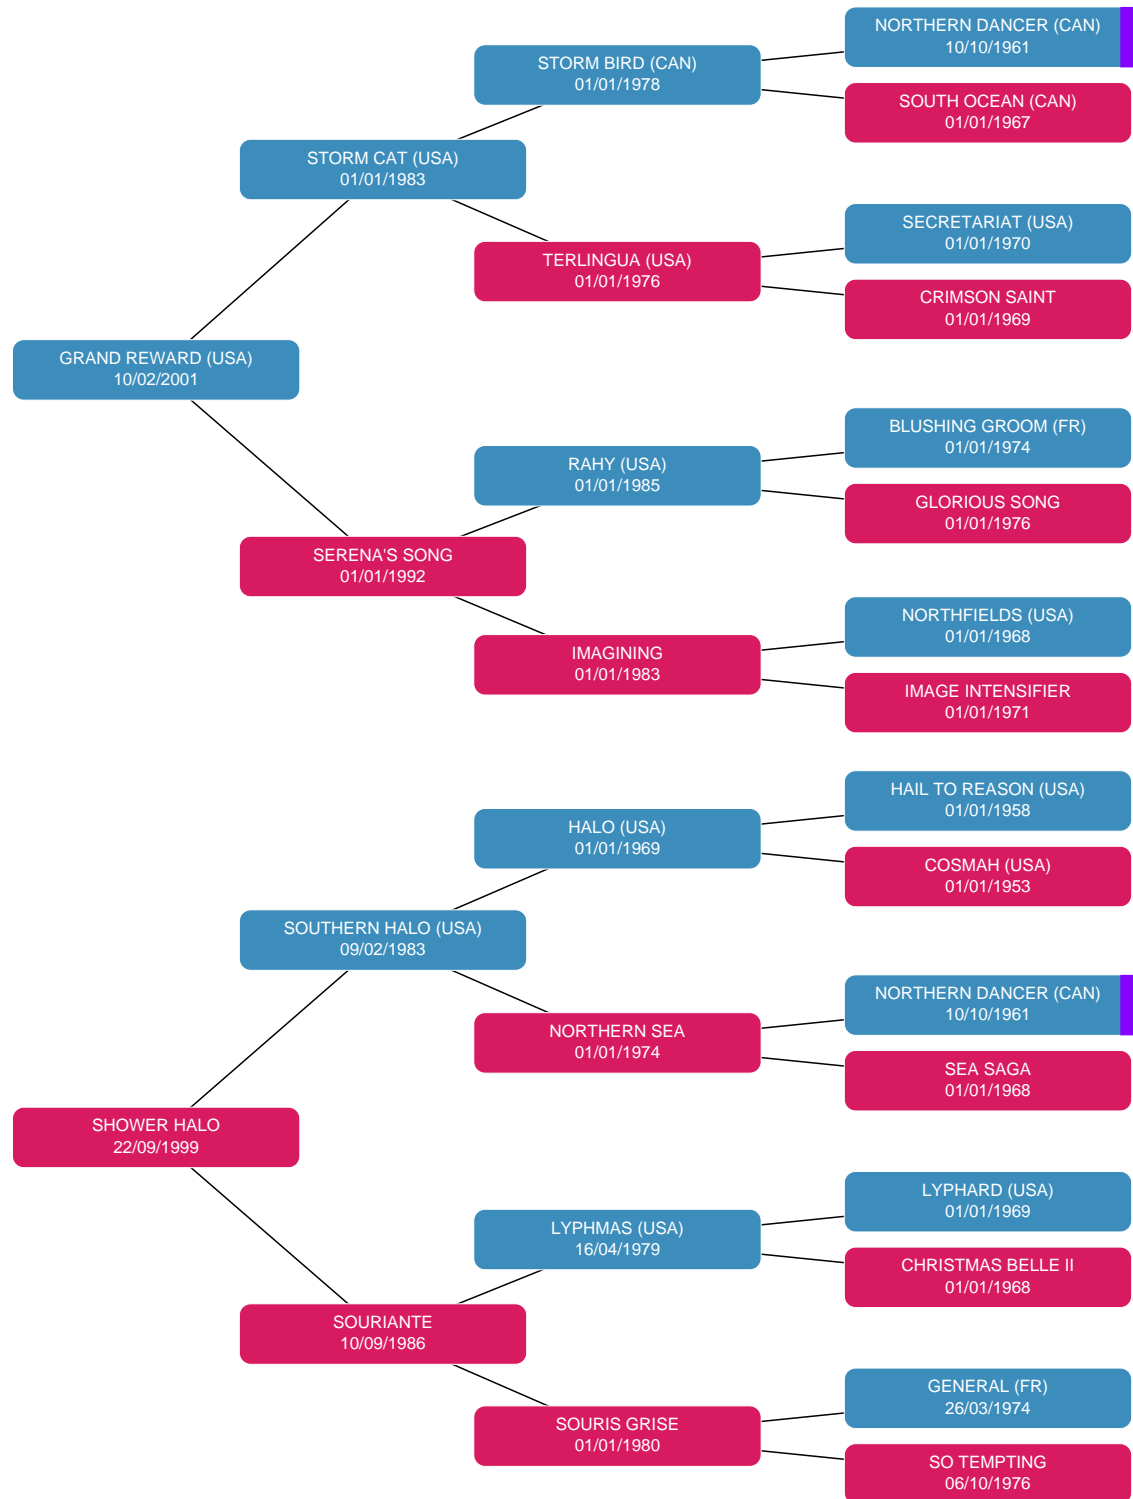 NORTHERN DANCER (CAN)
10/10/1961
STORM BIRD (CAN)
01/01/1978
SOUTH OCEAN (CAN)
01/01/1967
STORM CAT (USA)
01/01/1983
SECRETARIAT (USA)
01/01/1970
TERLINGUA (USA)
01/01/1976
CRIMSON SAINT
01/01/1969
GRAND REWARD (USA)
10/02/2001
BLUSHING GROOM (FR)
01/01/1974
RAHY (USA)
01/01/1985
GLORIOUS SONG
01/01/1976
SERENA'S SONG
01/01/1992
NORTHFIELDS (USA)
01/01/1968
IMAGINING
01/01/1983
IMAGE INTENSIFIER
01/01/1971
HAIL TO REASON (USA)
01/01/1958
HALO (USA)
01/01/1969
COSMAH (USA)
01/01/1953
SOUTHERN HALO (USA)
09/02/1983
NORTHERN DANCER (CAN)
10/10/1961
NORTHERN SEA
01/01/1974
SEA SAGA
01/01/1968
SHOWER HALO
22/09/1999
LYPHARD (USA)
01/01/1969
LYPHMAS (USA)
16/04/1979
CHRISTMAS BELLE II
01/01/1968
SOURIANTE
10/09/1986
GENERAL (FR)
26/03/1974
SOURIS GRISE
01/01/1980
SO TEMPTING
06/10/1976